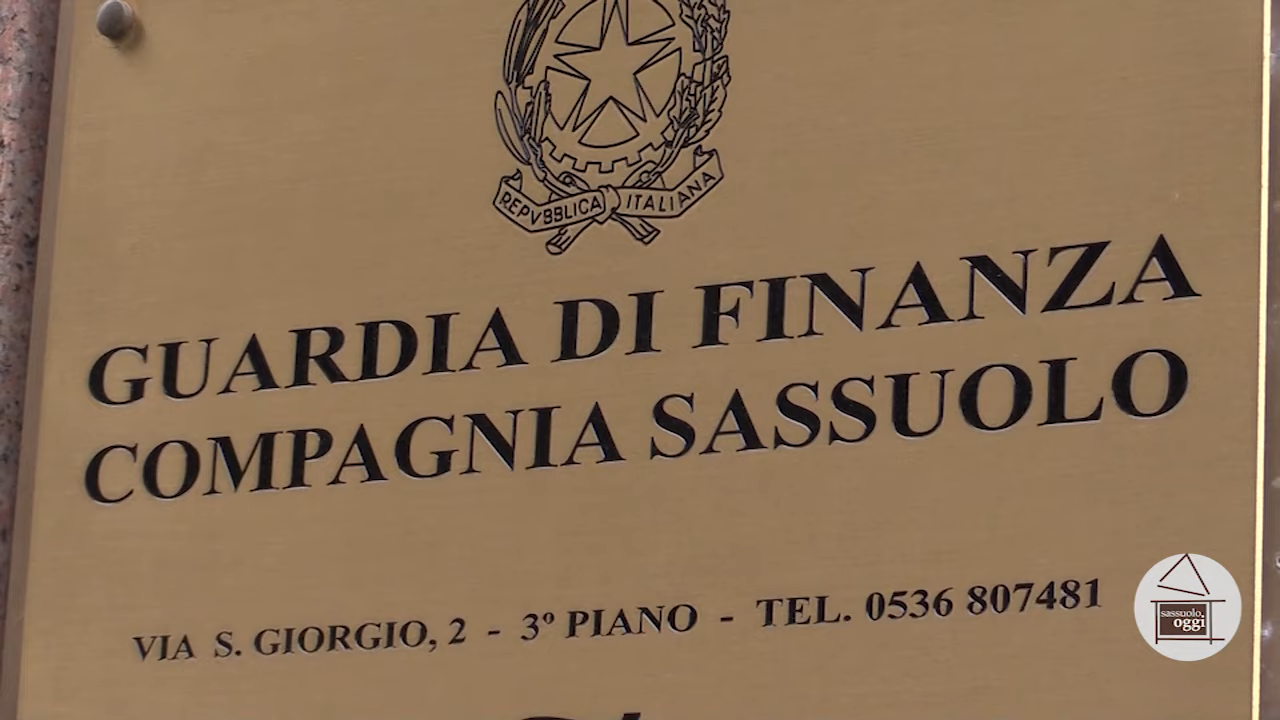 REPVBBLICA ITALIANA
GUARDIA DI FINANZA
COMPAGNIA SASSUOLO
VIA S. GIORGIO, 2 - 3º PIANO - TEL. 0536 807481
sassuolo
oggi